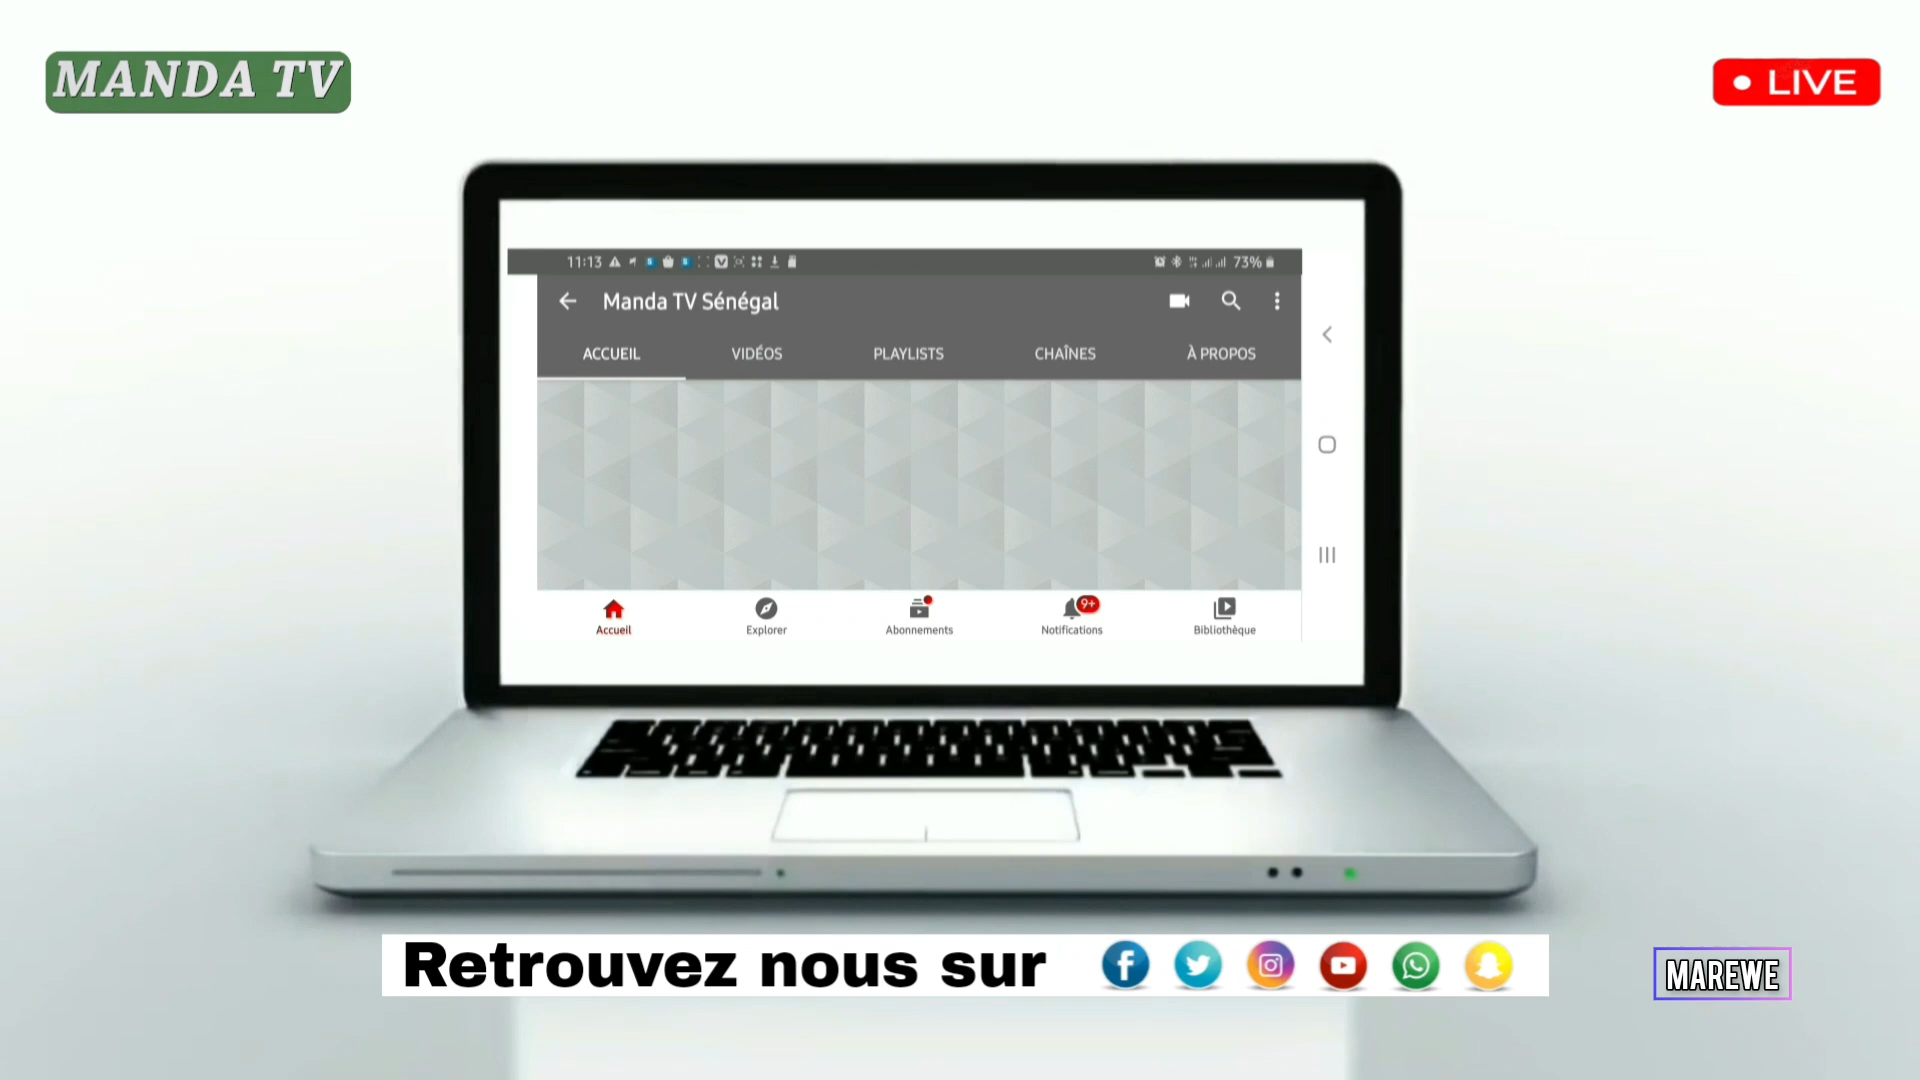 MANDA TV
LIVE
11:13
73%
Manda TV Sénégal
ACCUEIL
VIDÉOS
PLAYLISTS
CHAÎNES
À PROPOS
9+
Accueil
Explorer
Abonnements
Notifications
Bibliothèque
Retrouvez nous sur
MAREWE